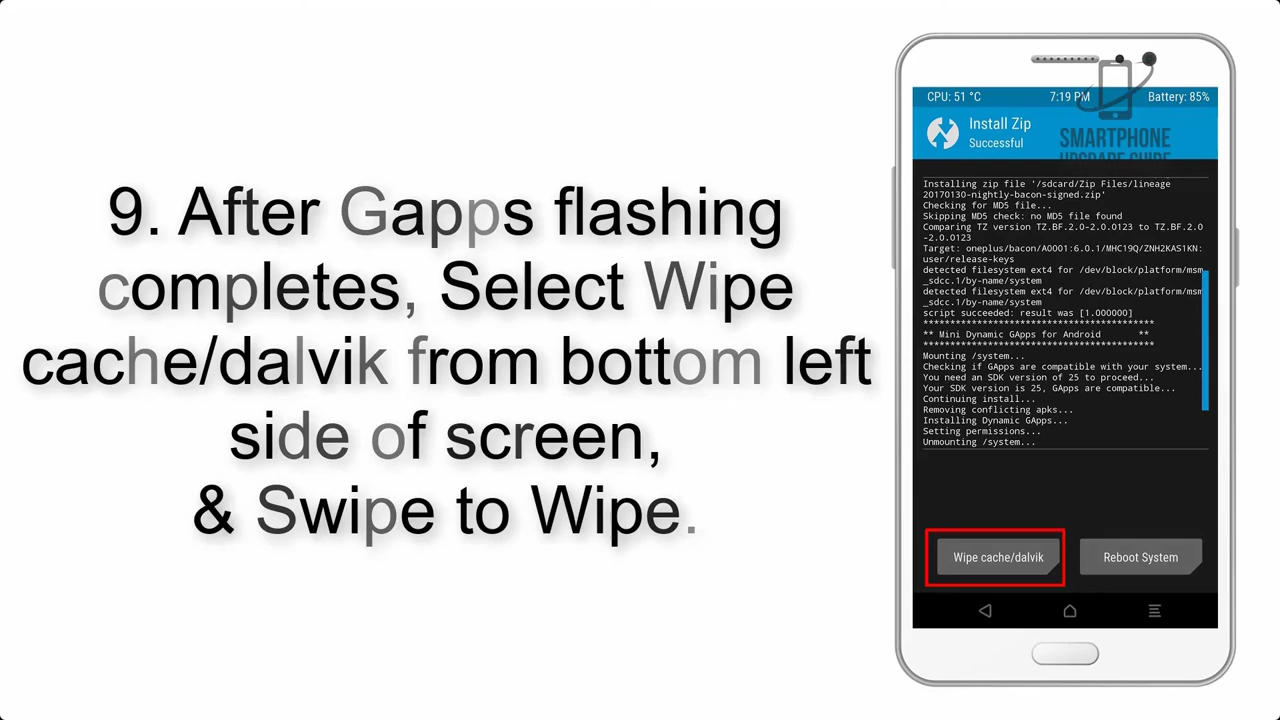 9. After Gapps flashing
completes, Select Wipe
cache/dalvik from bottom left
side of screen,
& Swipe to Wipe.
CPU: 51 °C 7:19 PM Battery: 85%
Install Zip
Successful
SMARTPHONE
UPGRADE GUIDE
Installing zip file '/sdcard/Zip Files/lineage
20170130-nightly-bacon-signed.zip'
Checking for MD5 file...
Skipping MD5 check: no MD5 file found
Comparing TZ version TZ.BF.2.0-2.0.0123 to TZ.BF.2.0
-2.0.0123
Target: oneplus/bacon/A0001:6.0.1/MHC19Q/ZNH2KAS1KN:
user/release-keys
detected filesystem ext4 for /dev/block/platform/msm
_sdcc.1/by-name/system
detected filesystem ext4 for /dev/block/platform/msm
_sdcc.1/by-name/system
script succeeded: result was [1.000000]
******************************************
** Mini Dynamic GApps for Android **
******************************************
Mounting /system...
Checking if GApps are compatible with your system...
You need an SDK version of 25 to proceed...
Your SDK version is 25, GApps are compatible...
Continuing install...
Removing conflicting apks...
Installing Dynamic GApps...
Setting permissions...
Unmounting /system...
Wipe cache/dalvik Reboot System